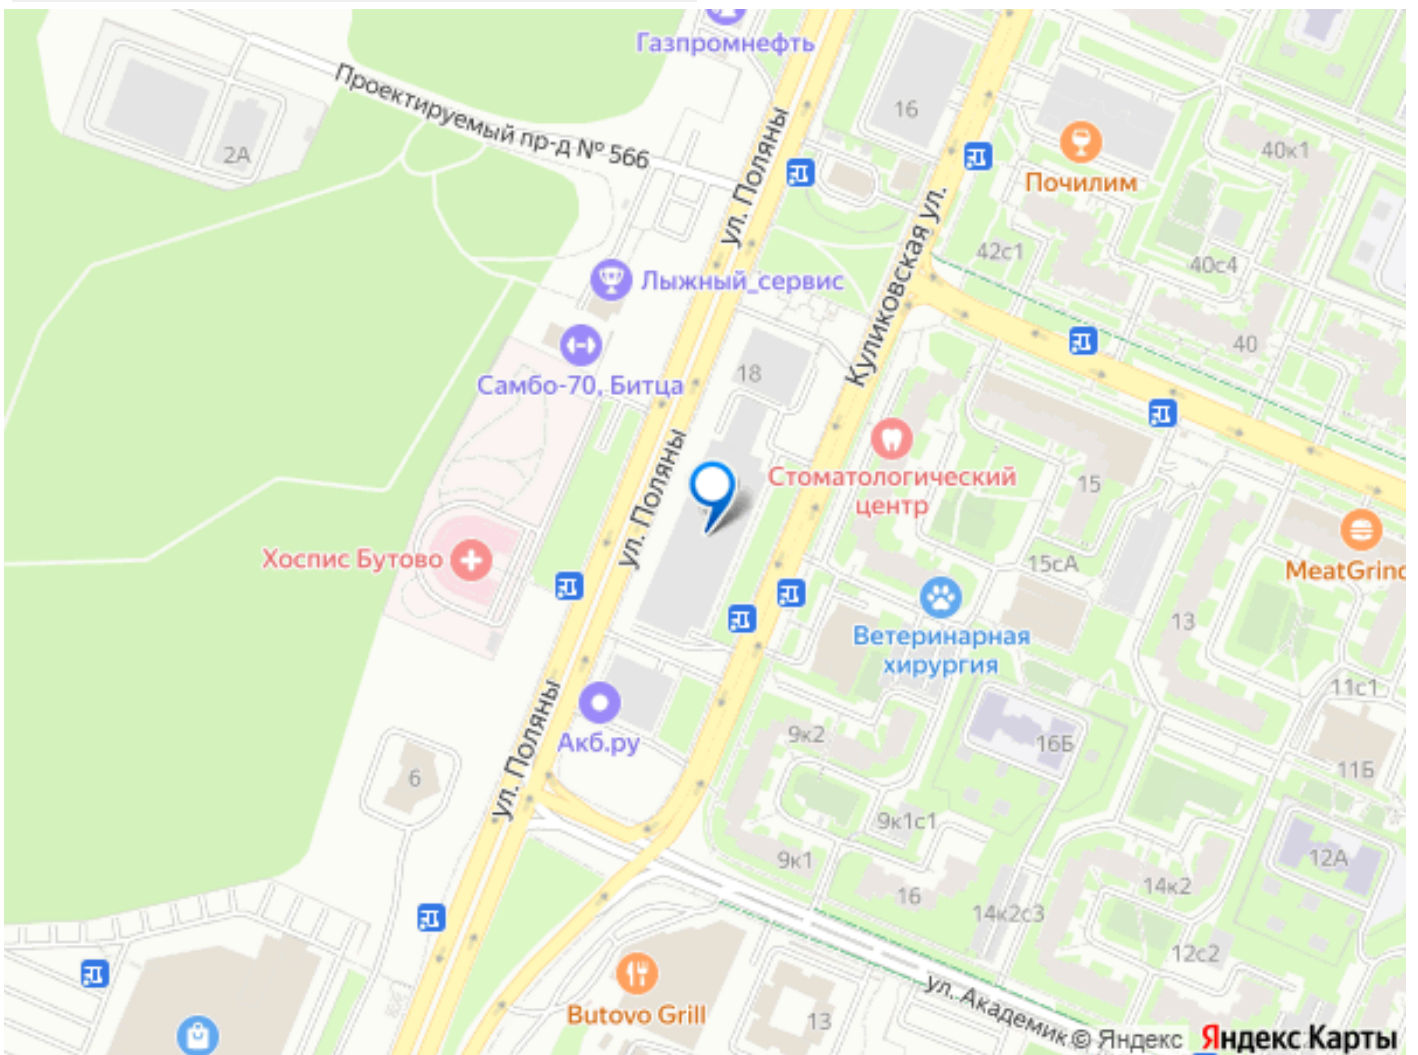 Газпромнефть
Проектируемый пр-д № 566
2А
16
ул. Поляны
Почилим
40к1
42с1
40с4
Куликовская ул.
Лыжный_сервис
40
Самбо-70, Битца
18
ул. Поляны
Стоматологический
центр
15
Хоспис Бутово
15сА
MeatGrind
Ветеринарная
хирургия
13
11с1
9к2
16Б
Акб.ру
ул. Поляны
6
11Б
9к1с1
9к1
12А
16
14к2
14к2с3
12с2
ул. Академик
Butovo Grill
13
© Яндекс Яндекс Карты